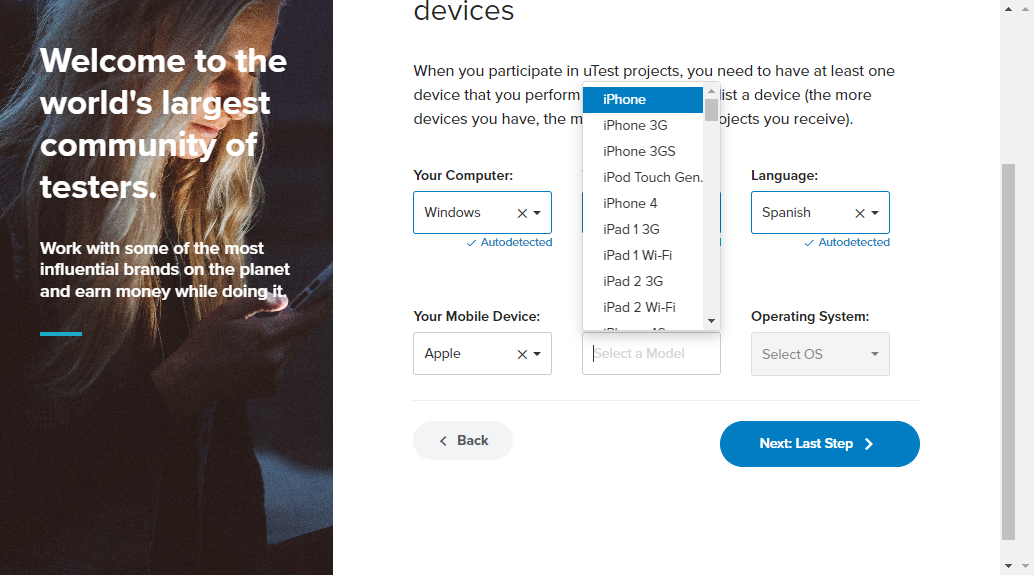 Welcome to the
world's largest
community of
testers.
Work with some of the most
influential brands on the planet
and earn money while doing it.
devices
When you participate in uTest projects, you need to have at least one
device that you perform list a device (the more
devices you have, the m ojects you receive).
Your Computer:
Windows
Autodetected
Language:
Spanish
Autodetected
iPhone
iPhone 3G
iPhone 3GS
iPod Touch Gen.
iPhone 4
iPad 1 3G
iPad 1 Wi-Fi
iPad 2 3G
iPad 2 Wi-Fi
Your Mobile Device:
Apple
Select a Model
Operating System:
Select OS
Back
Next: Last Step